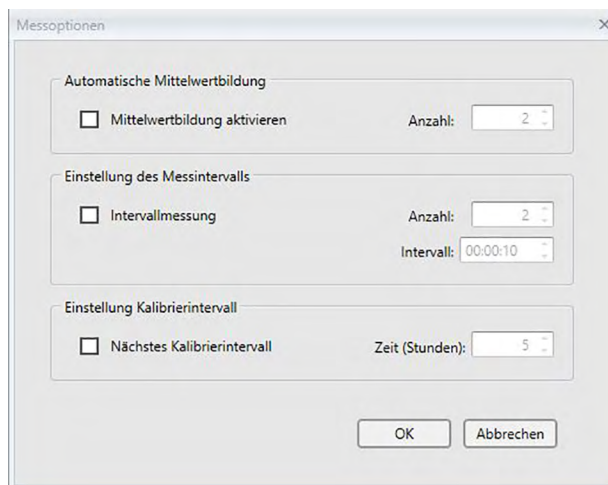 Messoptionen
Automatische Mittelwertbildung
Mittelwertbildung aktivieren Anzahl: 2
Einstellung des Messintervalls
Intervallmessung Anzahl: 2
Intervall: 00:00:10
Einstellung Kalibrierintervall
Nächstes Kalibrierintervall Zeit (Stunden): 5
OK Abbrechen